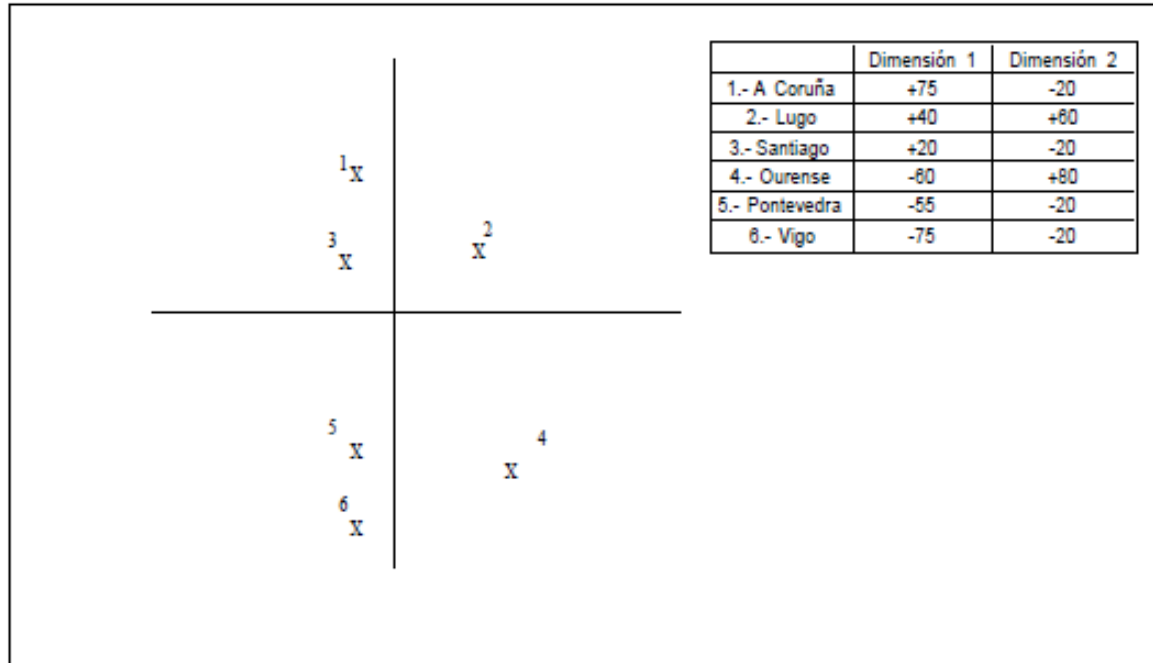 Dimensión 1 Dimensión 2
1.- A Coruña +75 -20
2.- Lugo +40 +60
3.- Santiago +20 -20
4.- Ourense -60 +80
5.- Pontevedra -55 -20
6.- Vigo -75 -20
1 x
2 x
3 x
5 x
4 x
6 x